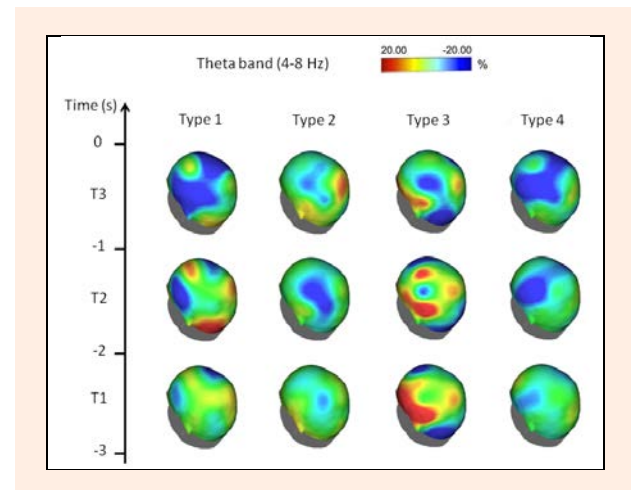 Theta band (4-8 Hz)
20.00 -20.00
%
Time (s)
Type 1 Type 2 Type 3 Type 4
0
T3
-1
T2
-2
T1
-3